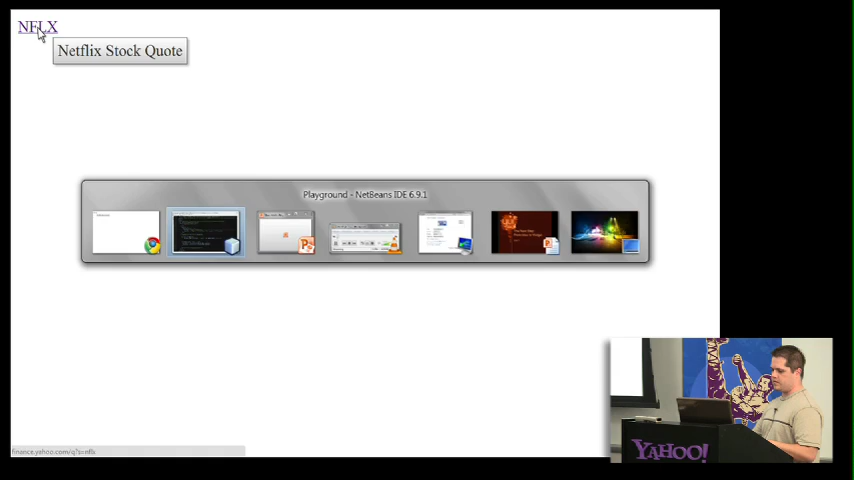 NFLX
Netflix Stock Quote
Playground - NetBeans IDE 6.9.1
finance.yahoo.com/q?s=nflx
YAHOO!